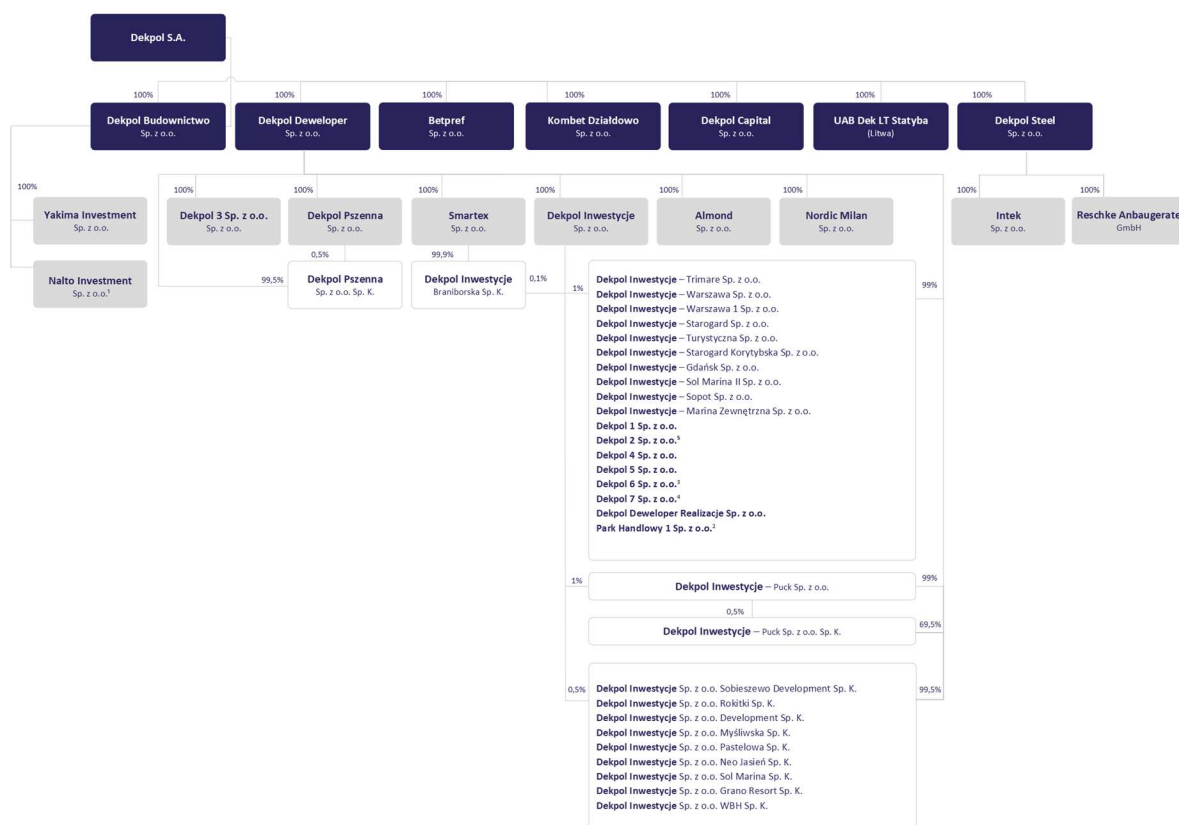 Dekpol S.A.
100%
100%
100%
100%
100%
100%
100%
Dekpol Budownictwo
Sp. z o.o.
Dekpol Deweloper
Sp. z o.o.
Betpref
Sp. z o.o.
Kombet Działdowo
Sp. z o.o.
Dekpol Capital
Sp. z o.o.
UAB Dek LT Statyba
(Litwa)
Dekpol Steel
Sp. z o.o.
100%
100%
100%
100%
100%
100%
100%
100%
100%
Yakima Investment
Sp. z o.o.
Dekpol 3 Sp. z o.o.
Dekpol Pszenna
Sp. z o.o.
Smartex
Sp. z o.o.
Dekpol Inwestycje
Sp. z o.o.
Almond
Sp. z o.o.
Nordic Milan
Sp. z o.o.
Intek
Sp. z o.o.
Reschke Anbaugerate
GmbH
0,5%
99,9%
Nalto Investment
Sp. z o.o.¹
99,5%
Dekpol Pszenna
Sp. z o.o. Sp. K.
Dekpol Inwestycje
Braniborska Sp. K.
0,1%
1%
99%
Dekpol Inwestycje – Trimare Sp. z o.o.
Dekpol Inwestycje – Warszawa Sp. z o.o.
Dekpol Inwestycje – Warszawa 1 Sp. z o.o.
Dekpol Inwestycje – Starogard Sp. z o.o.
Dekpol Inwestycje – Turystyczna Sp. z o.o.
Dekpol Inwestycje – Starogard Korytybska Sp. z o.o.
Dekpol Inwestycje – Gdańsk Sp. z o.o.
Dekpol Inwestycje – Sol Marina II Sp. z o.o.
Dekpol Inwestycje – Sopot Sp. z o.o.
Dekpol Inwestycje – Marina Zewnętrzna Sp. z o.o.
Dekpol 1 Sp. z o.o.
Dekpol 2 Sp. z o.o.⁵
Dekpol 4 Sp. z o.o.
Dekpol 5 Sp. z o.o.
Dekpol 6 Sp. z o.o.³
Dekpol 7 Sp. z o.o.⁴
Dekpol Deweloper Realizacje Sp. z o.o.
Park Handlowy 1 Sp. z o.o.²
1%
Dekpol Inwestycje – Puck Sp. z o.o.
99%
0,5%
Dekpol Inwestycje – Puck Sp. z o.o. Sp. K.
69,5%
0,5%
99,5%
Dekpol Inwestycje Sp. z o.o. Sobieszewo Development Sp. K.
Dekpol Inwestycje Sp. z o.o. Rokitki Sp. K.
Dekpol Inwestycje Sp. z o.o. Development Sp. K.
Dekpol Inwestycje Sp. z o.o. Myśliwska Sp. K.
Dekpol Inwestycje Sp. z o.o. Pastelowa Sp. K.
Dekpol Inwestycje Sp. z o.o. Neo Jasień Sp. K.
Dekpol Inwestycje Sp. z o.o. Sol Marina Sp. K.
Dekpol Inwestycje Sp. z o.o. Grano Resort Sp. K.
Dekpol Inwestycje Sp. z o.o. WBH Sp. K.